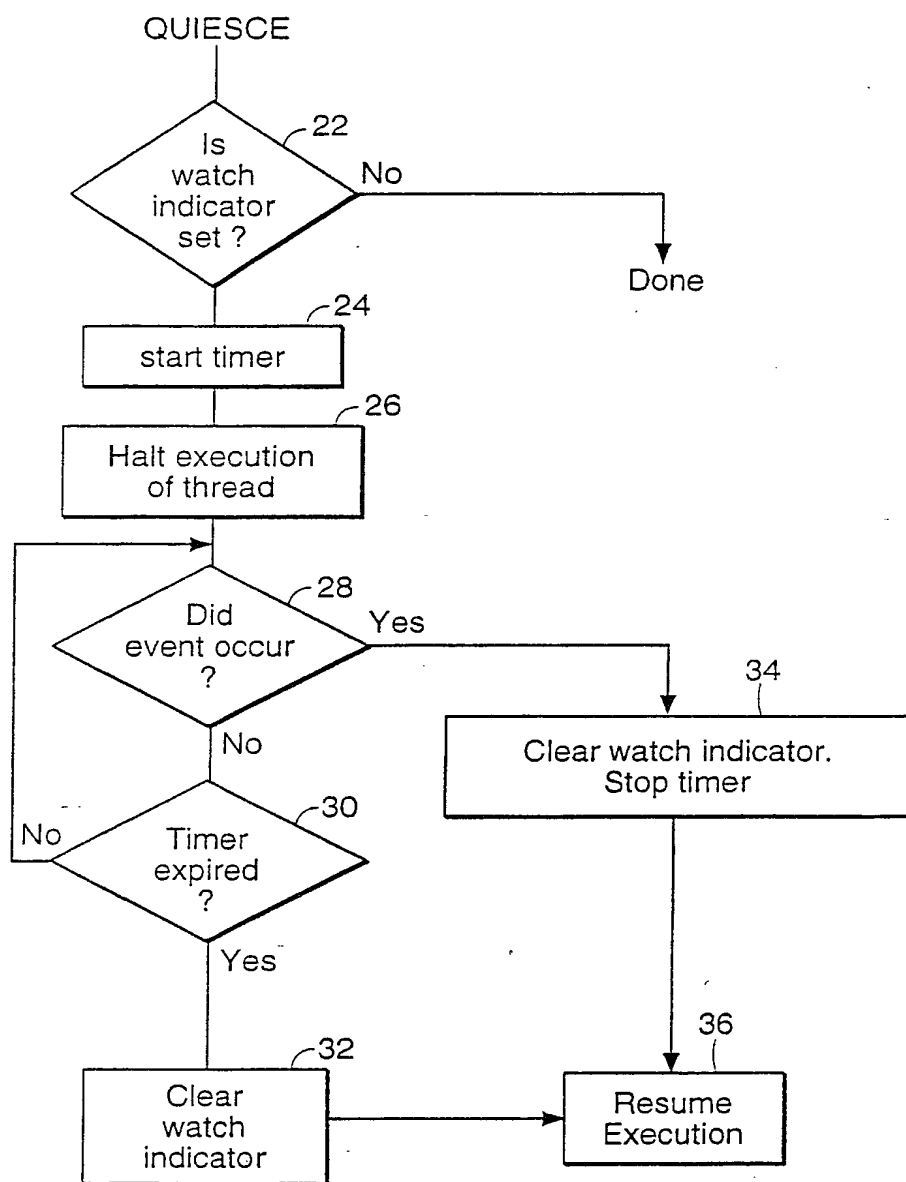 QUIESCE
22
Is
watch
indicator
set ?
No
Done
24
start timer
26
Halt execution
of thread
28
Did
event occur
?
Yes
No
34
Clear watch indicator.
Stop timer
30
Timer
expired
?
No
Yes
32
Clear
watch
indicator
36
Resume
Execution